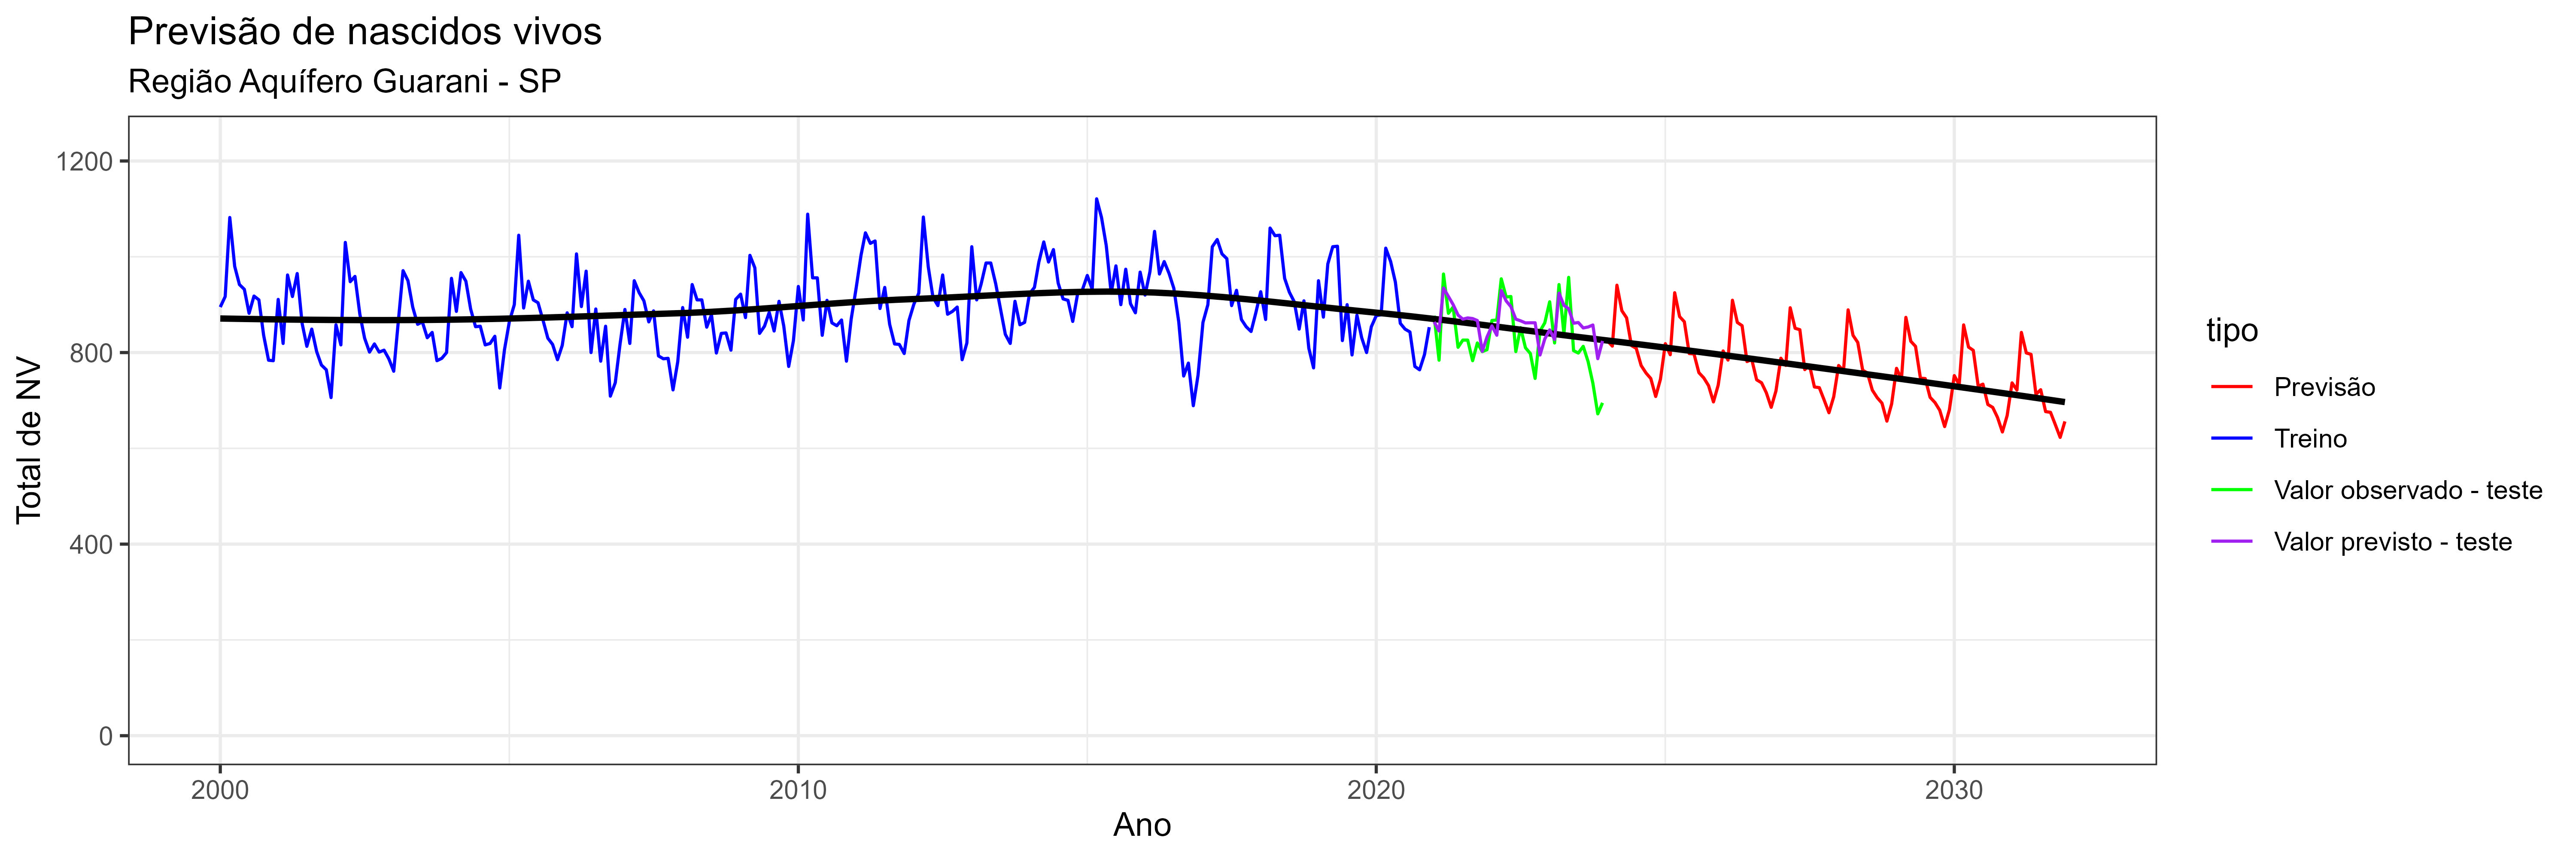 Previsão de nascidos vivos
Região Aquífero Guarani - SP
Total de NV
1200
800
400
0
2000
2010
2020
2030
Ano
tipo
Previsão
Treino
Valor observado - teste
Valor previsto - teste